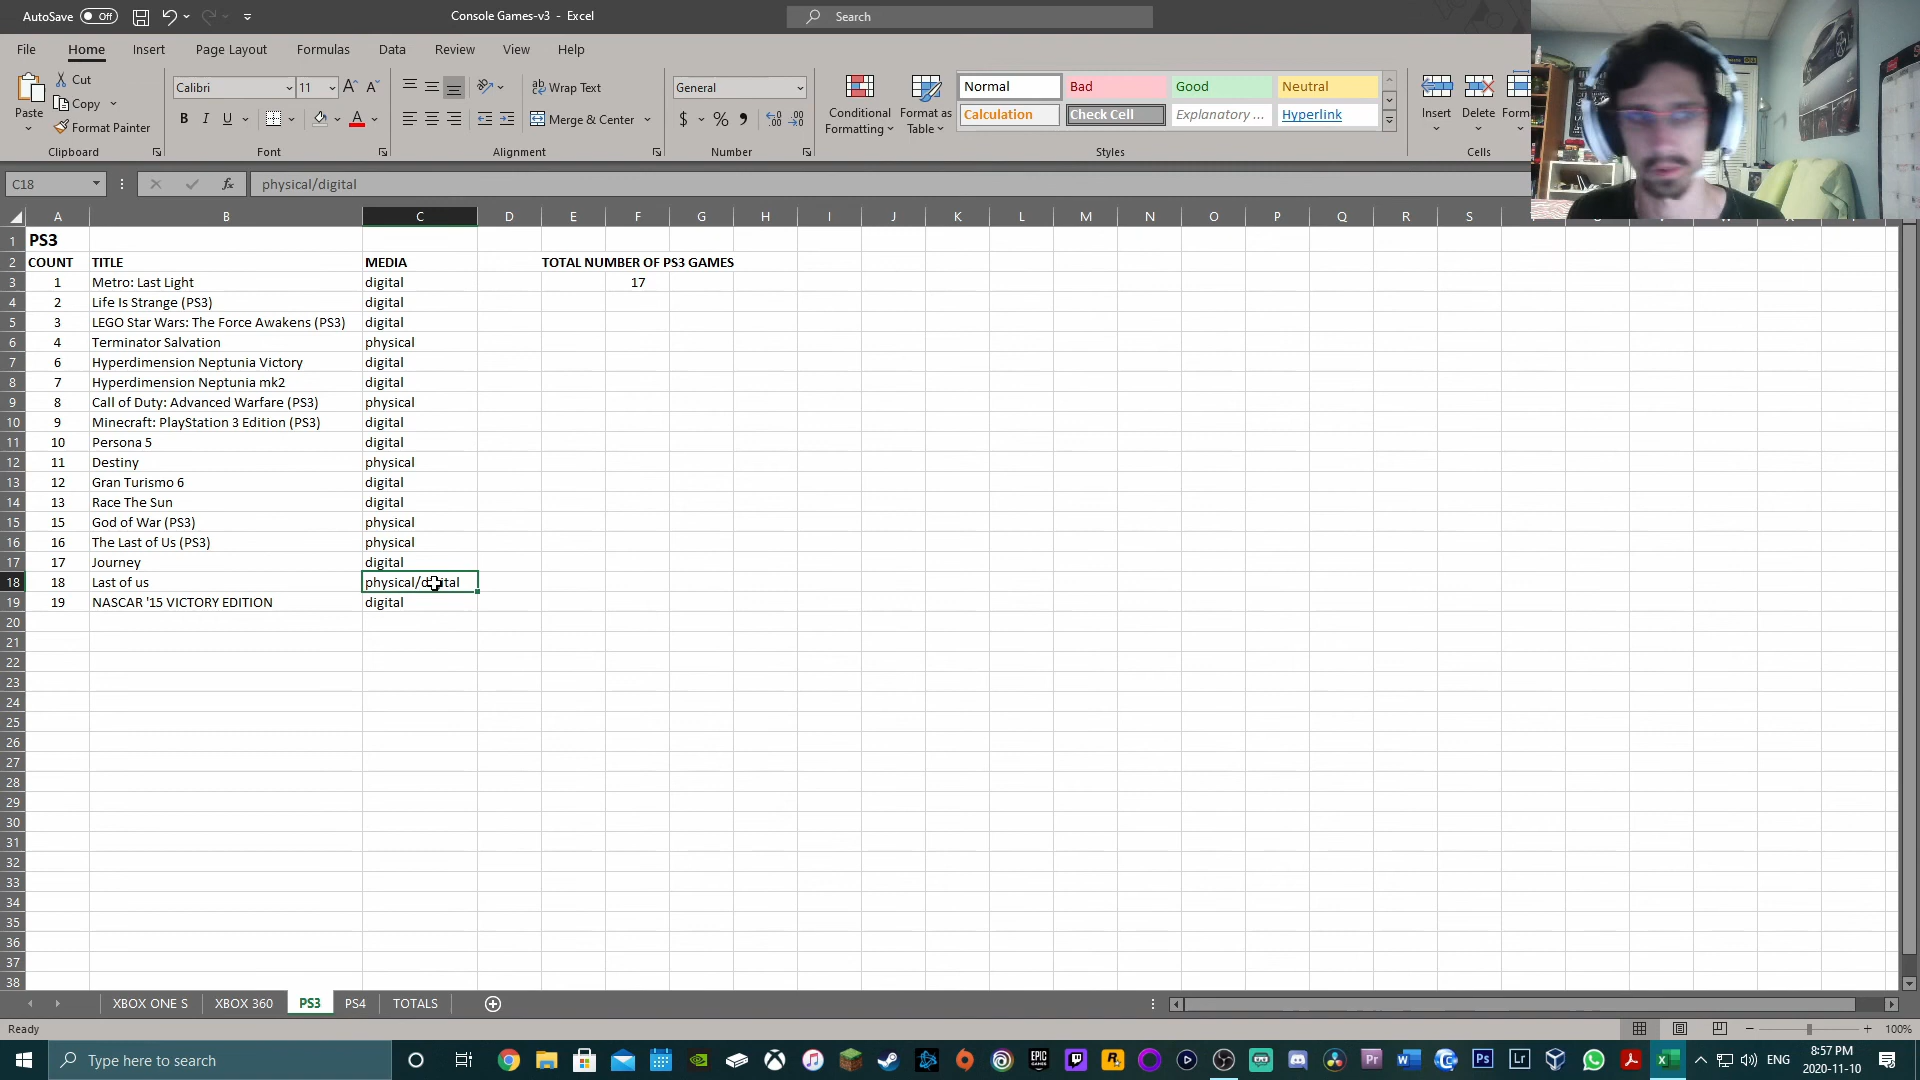 AutoSave Off Console Games-v3 - Excel Search
File Home Insert Page Layout Formulas Data Review View Help
Paste Cut Copy Format Painter
Calibri 11 Wrap Text Merge & Center General
B I U A $ % 9
Conditional Formatting Format as Table
Normal Bad Good Neutral
Calculation Check Cell Explanatory ... Hyperlink
Insert Delete Form
Clipboard Font Alignment Number Styles Cells
C18 fx physical/digital
A B C D E F G H I J K L M N O P Q R S
1 PS3
2 COUNT TITLE MEDIA TOTAL NUMBER OF PS3 GAMES
3 1 Metro: Last Light digital 17
4 2 Life Is Strange (PS3) digital
5 3 LEGO Star Wars: The Force Awakens (PS3) digital
6 4 Terminator Salvation physical
7 6 Hyperdimension Neptunia Victory digital
8 7 Hyperdimension Neptunia mk2 digital
9 8 Call of Duty: Advanced Warfare (PS3) physical
10 9 Minecraft: PlayStation 3 Edition (PS3) digital
11 10 Persona 5 digital
12 11 Destiny physical
13 12 Gran Turismo 6 digital
14 13 Race The Sun digital
15 15 God of War (PS3) physical
16 16 The Last of Us (PS3) physical
17 17 Journey digital
18 18 Last of us physical/digital
19 19 NASCAR '15 VICTORY EDITION digital
20
21
22
23
24
25
26
27
28
29
30
31
32
33
34
35
36
37
38
XBOX ONE S XBOX 360 PS3 PS4 TOTALS
Ready 100%
Type here to search ENG 8:57 PM
2020-11-10